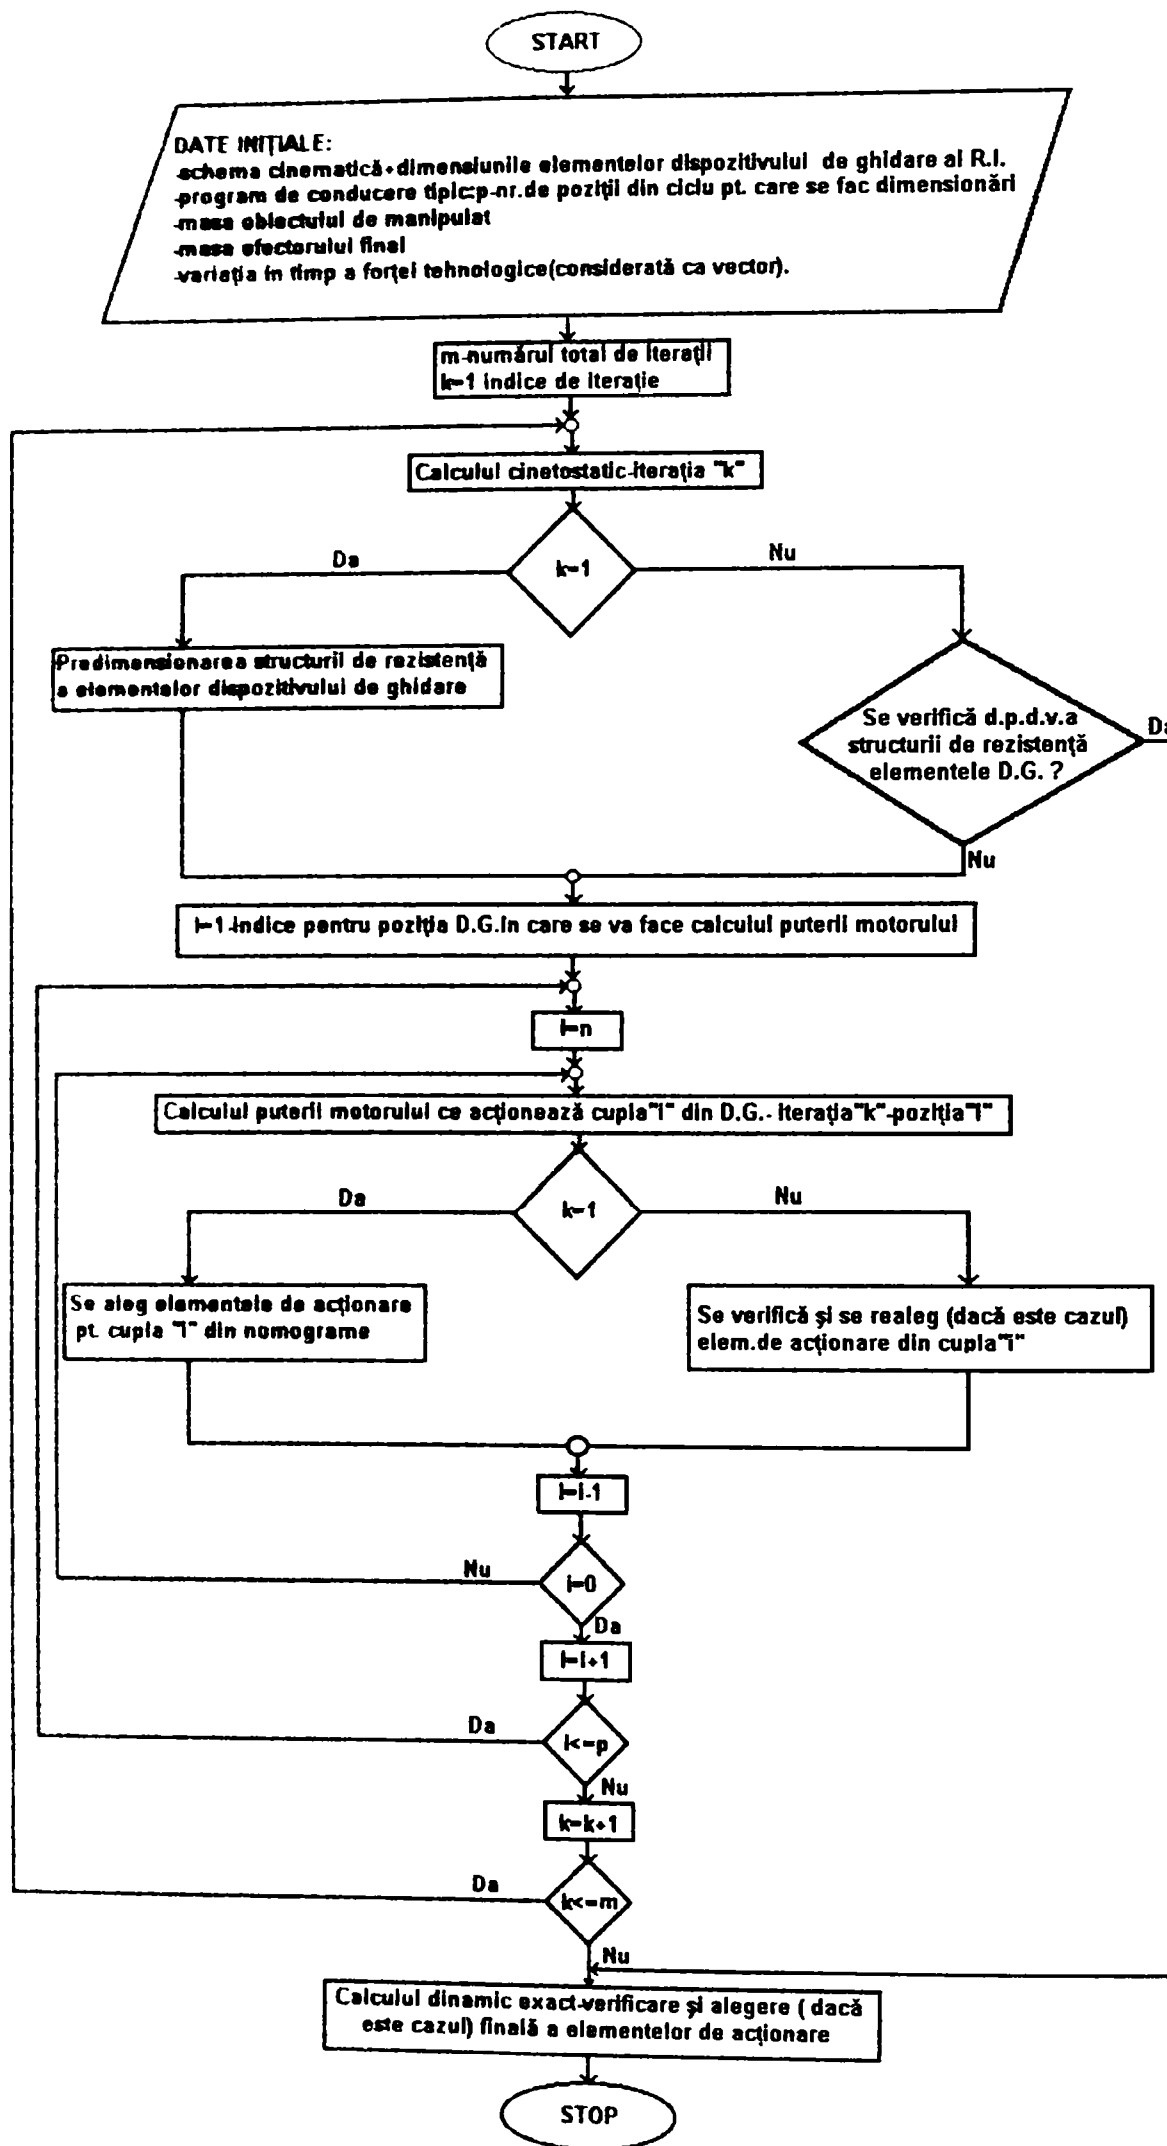 START
DATE INIȚIALE:
-schema cinematică+dimensiunile elementelor dispozitivului de ghidare al R.I.
-program de conducere tipic:p-nr.de poziții din ciclu pt. care se fac dimensionări
-masa obiectului de manipulat
-masa efectorului final
-variația în timp a forței tehnologice(considerată ca vector).
m-numărul total de iterații
k=1 indice de iterație
Calculul cinetostatic-iterația "k"
k=1
Da
Nu
Predimensionarea structurii de rezistență
a elementelor dispozitivului de ghidare
Se verifică d.p.d.v.a
structurii de rezistență
elementele D.G. ?
Da
Nu
l=1-indice pentru poziția D.G.in care se va face calculul puterii motorului
i=n
Calculul puterii motorului ce acționează cupla"i" din D.G.- iterația"k"-poziția"l"
k=1
Da
Nu
Se aleg elementele de acționare
pt. cupla "i" din nomograme
Se verifică și se realeg (dacă este cazul)
elem.de acționare din cupla"i"
i=i-1
i=0
Nu
Da
l=l+1
l<=p
Da
Nu
k=k+1
k<=m
Da
Nu
Calculul dinamic exact-verificare și alegere ( dacă
este cazul) finală a elementelor de acționare
STOP